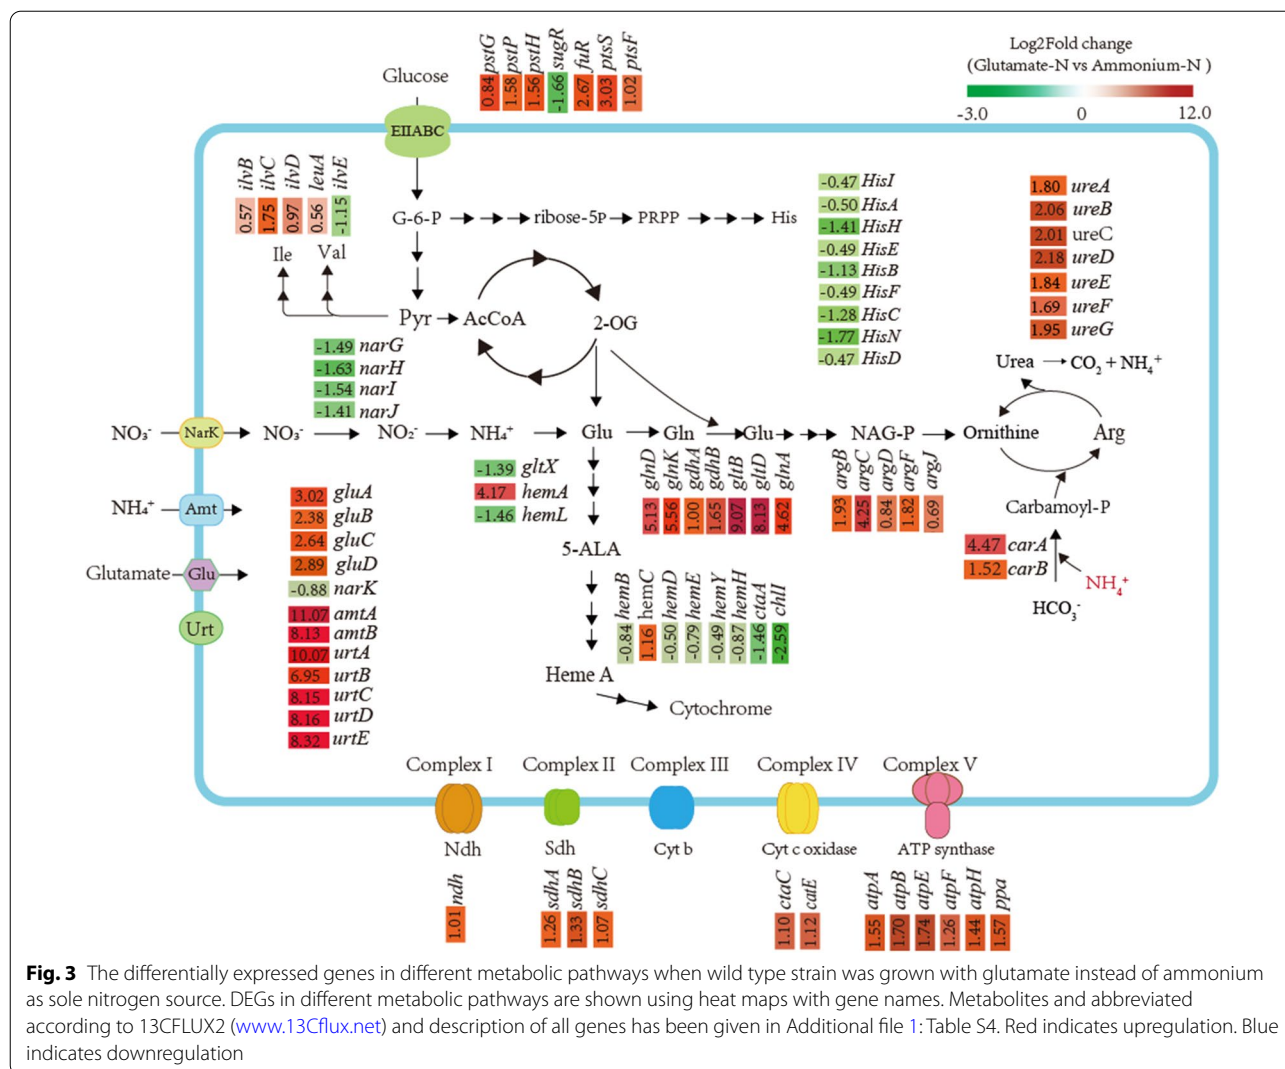 pstG
pstP
pstH
sugR
fuR
ptsS
ptsF
0.84
1.58
1.56
-1.66
2.67
3.03
1.02
Log2Fold change
(Glutamate-N vs Ammonium-N )
-3.0
0
12.0
Glucose
EIIABC
ilvB
ilvC
ilvD
leuA
ilvE
0.57
1.75
0.97
0.56
-1.15
Ile
Val
G-6-P
ribose-5P
PRPP
His
Pyr
AcCoA
2-OG
-0.47 HisI
-0.50 HisA
-1.41 HisH
-0.49 HisE
-1.13 HisB
-0.49 HisF
-1.28 HisC
-1.77 HisN
-0.47 HisD
1.80 ureA
2.06 ureB
2.01 ureC
2.18 ureD
1.84 ureE
1.69 ureF
1.95 ureG
Urea
CO₂ + NH₄⁺
-1.49 narG
-1.63 narH
-1.54 narI
-1.41 narJ
NO₃⁻
NarK
NO₃⁻
NO₂⁻
NH₄⁺
Glu
Gln
Glu
NAG-P
Ornithine
Arg
-1.39 gltX
4.17 hemA
-1.46 hemL
glnD
glnK
gdhA
gdhB
gltB
gltD
glnA
5.13
5.56
1.00
1.65
9.07
8.13
4.62
argB
argC
argD
argF
argJ
1.93
4.25
0.84
1.82
0.69
Carbamoyl-P
4.47 carA
1.52 carB
NH₄⁺
HCO₃⁻
NH₄⁺
Amt
Glutamate
Glu
Urt
3.02 gluA
2.38 gluB
2.64 gluC
2.89 gluD
-0.88 narK
11.07 amtA
8.13 amtB
10.07 urtA
6.95 urtB
8.15 urtC
8.16 urtD
8.32 urtE
5-ALA
hemB
hemC
hemD
hemE
hemY
hemH
ctaA
chlI
-0.84
1.16
-0.50
-0.79
-0.49
-0.87
-1.46
-2.59
Heme A
Cytochrome
Complex I
Complex II
Complex III
Complex IV
Complex V
Ndh
Sdh
Cyt b
Cyt c oxidase
ATP synthase
1.01 ndh
1.26 sdhA
1.33 sdhB
1.07 sdhC
1.10 ctaC
1.12 catE
1.55 atpA
1.70 atpB
1.74 atpE
1.26 atpF
1.44 atpH
1.57 ppa
Fig. 3 The differentially expressed genes in different metabolic pathways when wild type strain was grown with glutamate instead of ammonium
as sole nitrogen source. DEGs in different metabolic pathways are shown using heat maps with gene names. Metabolites and abbreviated
according to 13CFLUX2 (www.13Cflux.net) and description of all genes has been given in Additional file 1: Table S4. Red indicates upregulation. Blue
indicates downregulation